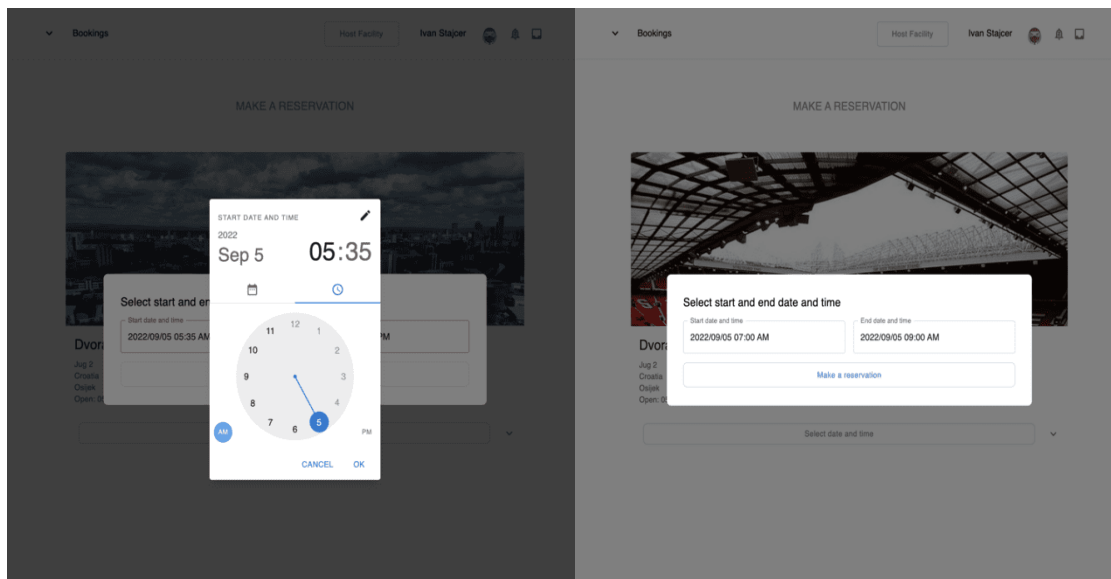 Bookings
Host Facility
Ivan Stajcer
MAKE A RESERVATION
START DATE AND TIME
2022
Sep 5
05:35
Select start and en
Start date and time
2022/09/05 05:35 AM
PM
12
1
2
3
4
5
6
7
8
9
10
11
AM
PM
CANCEL
OK
Dvor
Jug 2
Croatia
Osijek
Open: 0
Bookings
Host Facility
Ivan Stajcer
MAKE A RESERVATION
Select start and end date and time
Start date and time
2022/09/05 07:00 AM
End date and time
2022/09/05 09:00 AM
Make a reservation
Dvor
Jug 2
Croatia
Osijek
Open: 0
Select date and time